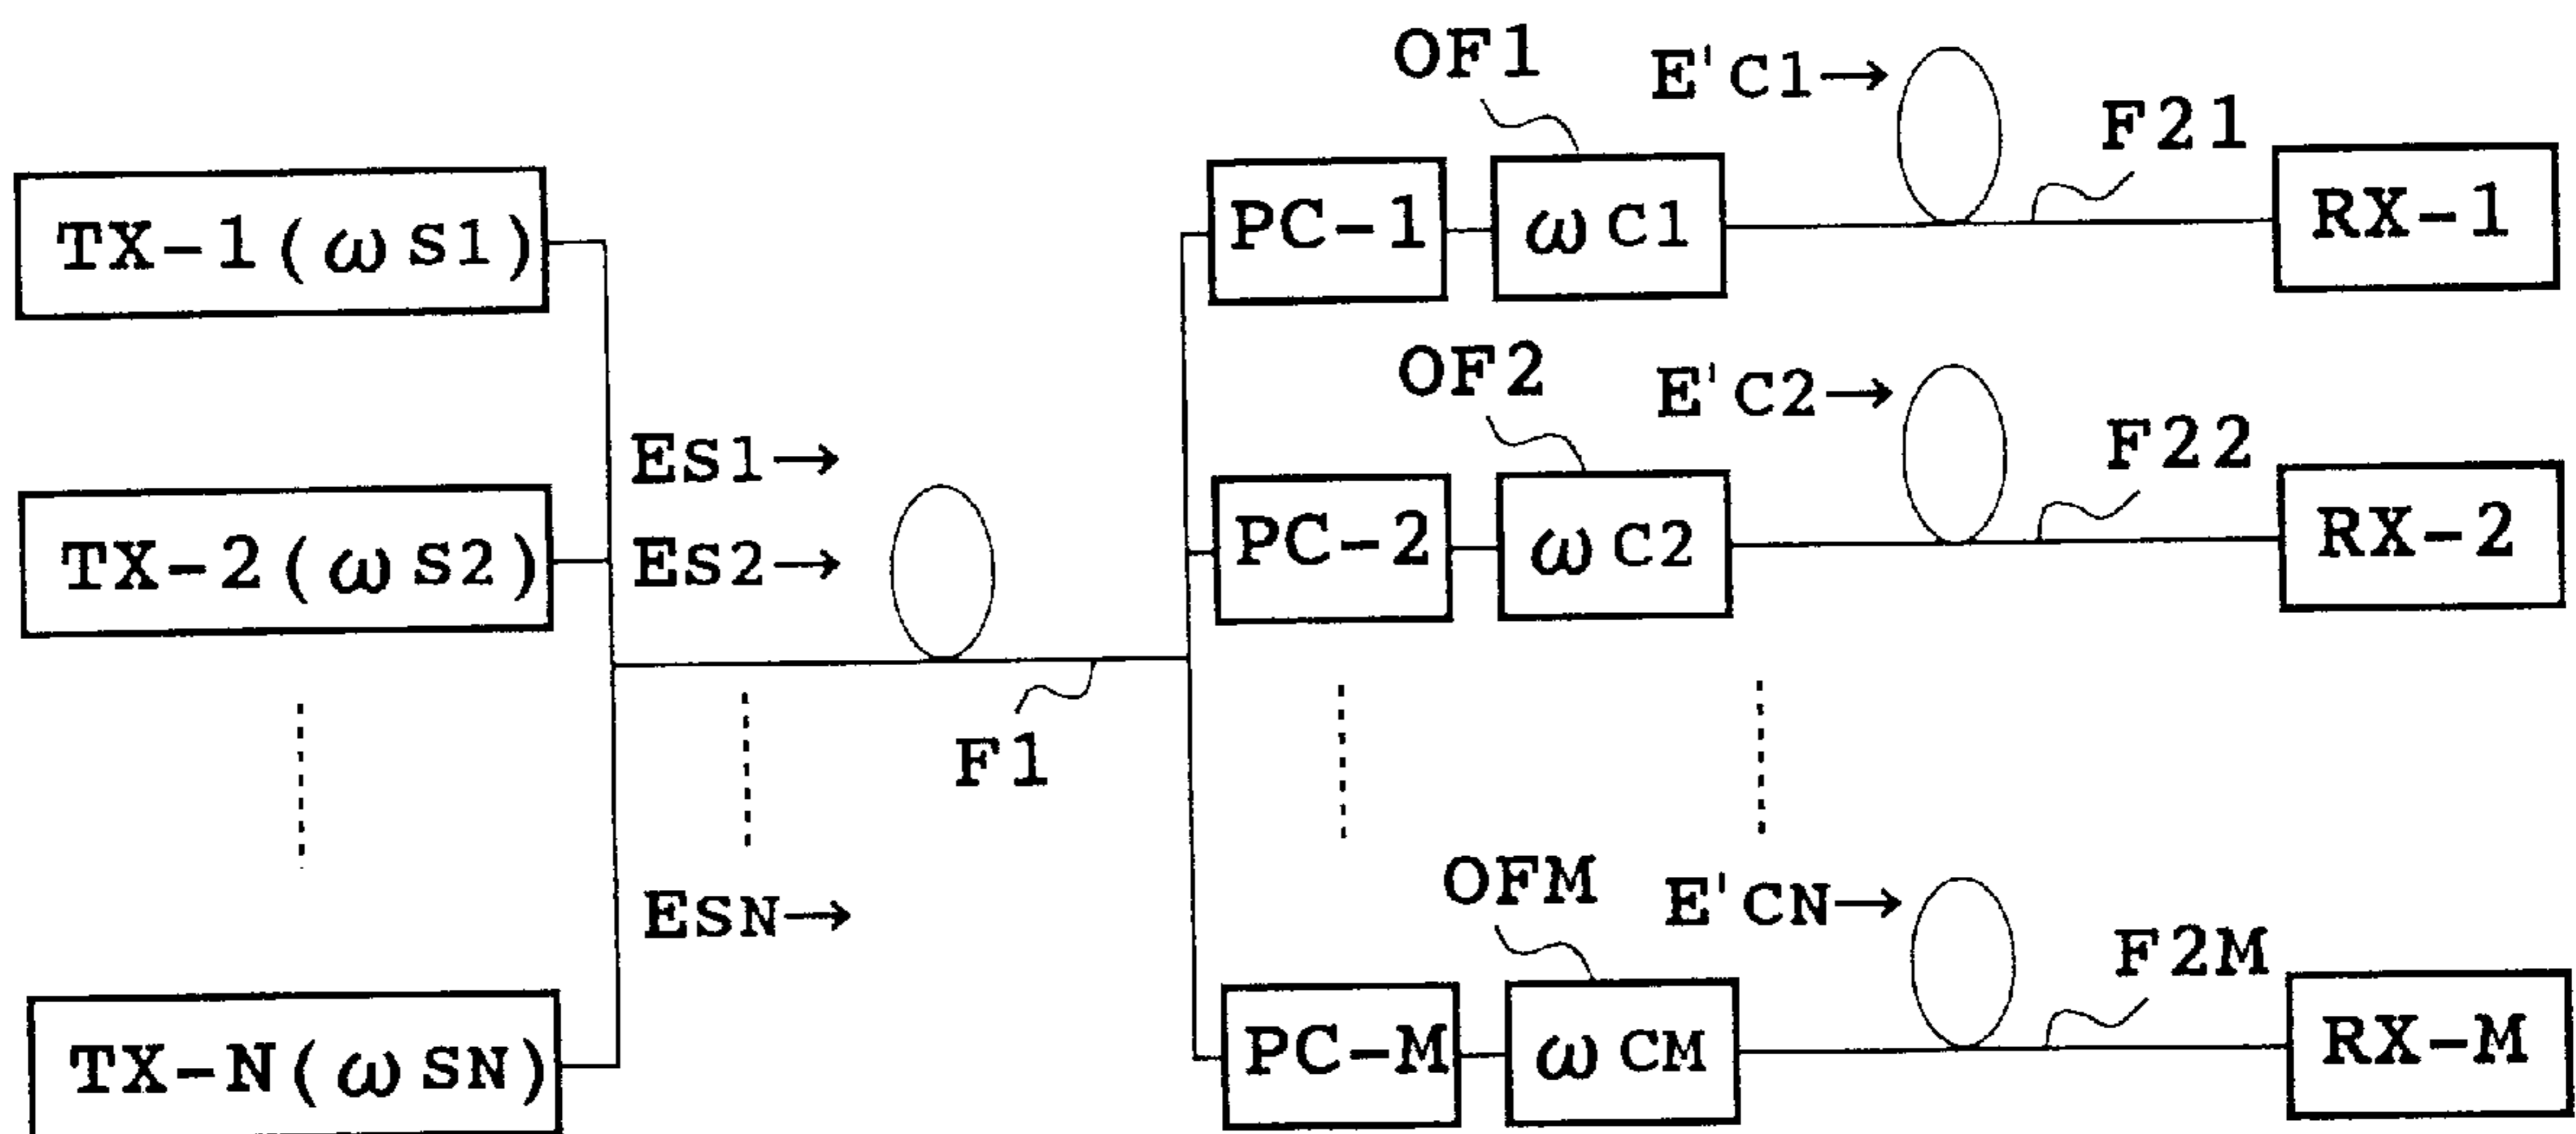 OF1
E'C1→
F21
TX-1(ωS1)
PC-1
ωC1
RX-1
OF2
E'C2→
F22
ES1→
TX-2(ωS2)
ES2→
PC-2
ωC2
RX-2
F1
OFM
E'CN→
F2M
ESN→
TX-N(ωSN)
PC-M
ωCM
RX-M